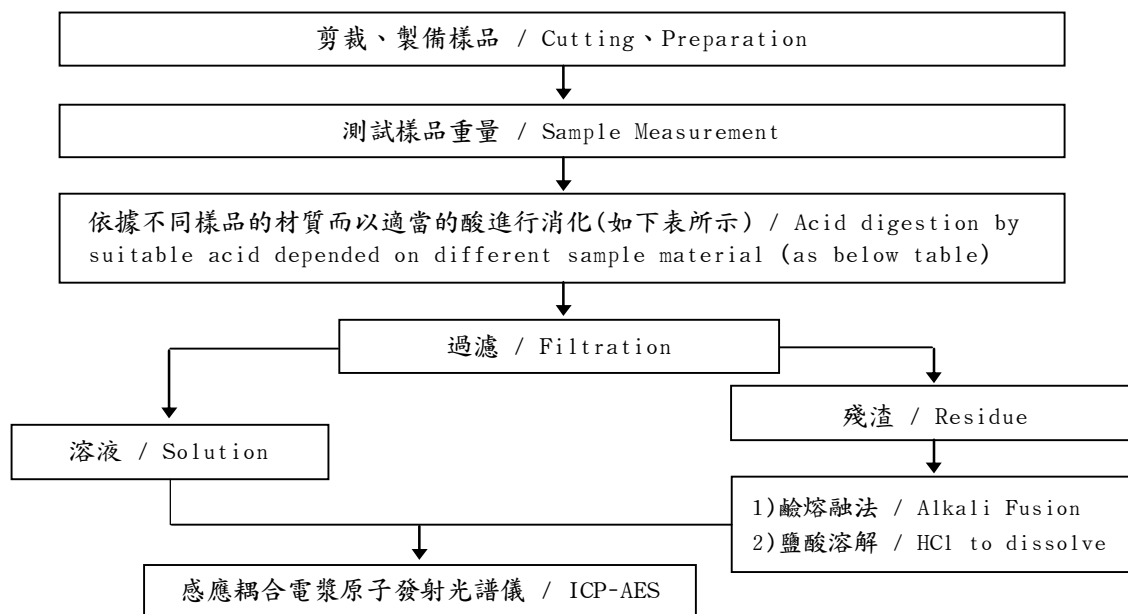 剪裁、製備樣品 / Cutting、Preparation
測試樣品重量 / Sample Measurement
依據不同樣品的材質而以適當的酸進行消化(如下表所示) / Acid digestion by
suitable acid depended on different sample material (as below table)
過濾 / Filtration
溶液 / Solution
殘渣 / Residue
1)鹼熔融法 / Alkali Fusion
2)鹽酸溶解 / HCl to dissolve
感應耦合電漿原子發射光譜儀 / ICP-AES